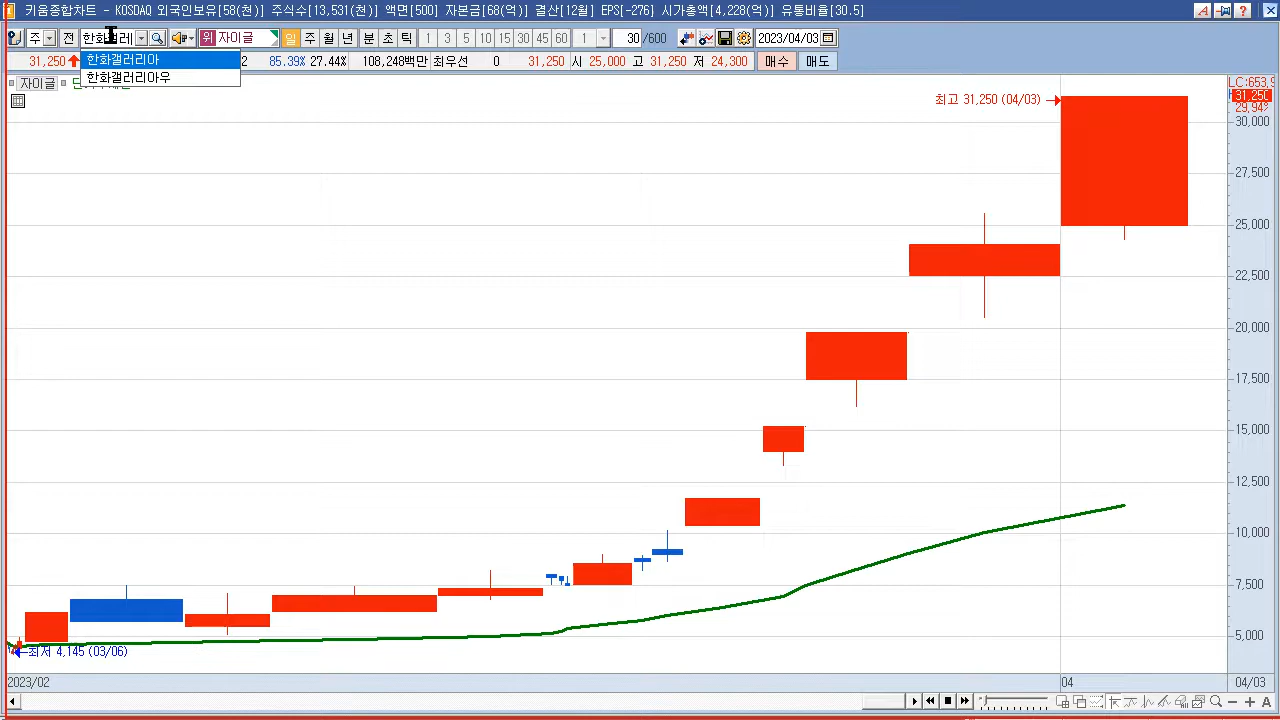 키움종합차트 - KOSDAQ 외국인보유[58(천)] 주식수[13,531(천)] 액면[500] 자본금[68(억)] 결산[12월] EPS[-276] 시가총액[4,228(억)] 유통비율[30.5]
주 전 한화갤러레 위 자이글 일 주 월 년 분 초 틱 1 3 5 10 15 30 45 60 1 30 /600 2023/04/03
한화갤러리아
한화갤러리아우
31,250 2 85.39% 27.44% 108,248백만 최우선 0 31,250 시 25,000 고 31,250 저 24,300 매수 매도
자이글
LC:653,9
31,250
29.94%
최고 31,250 (04/03)
30,000
27,500
25,000
22,500
20,000
17,500
15,000
12,500
10,000
7,500
5,000
최저 4,145 (03/06)
2023/02 04 04/03